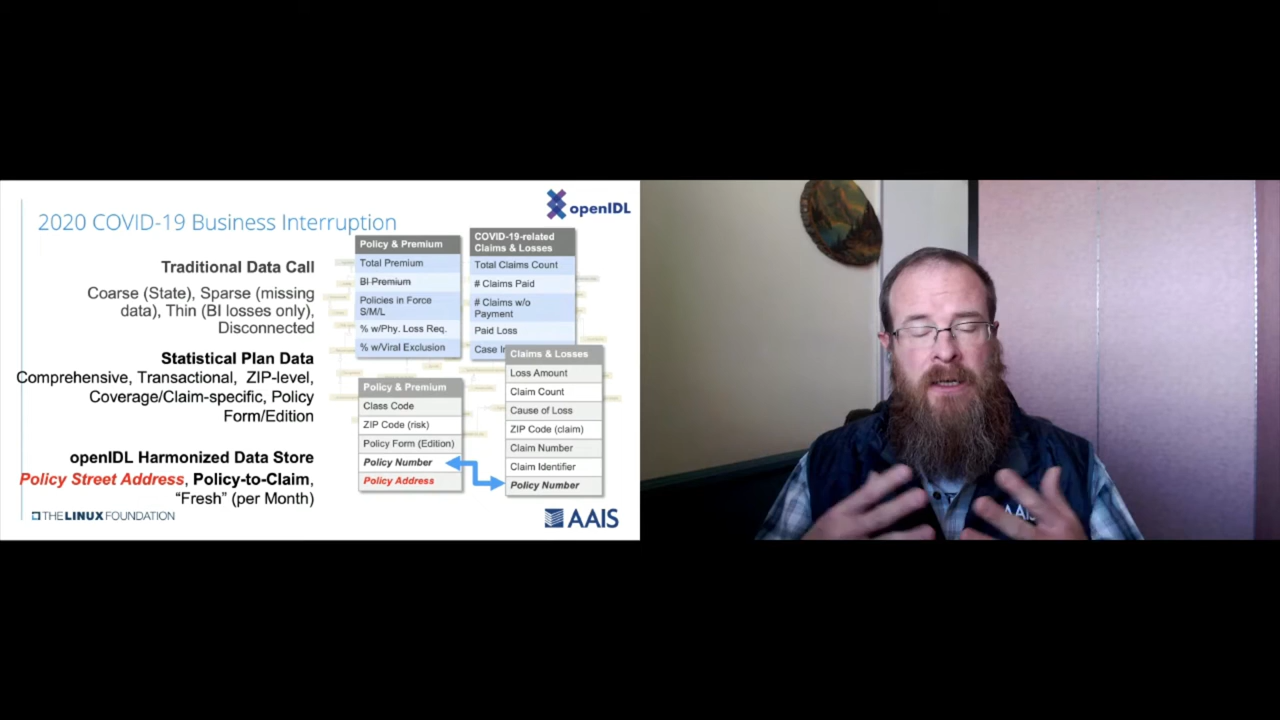 2020 COVID-19 Business Interruption
openIDL
Traditional Data Call
Coarse (State), Sparse (missing
data), Thin (BI losses only),
Disconnected
Statistical Plan Data
Comprehensive, Transactional, ZIP-level,
Coverage/Claim-specific, Policy
Form/Edition
openIDL Harmonized Data Store
Policy Street Address, Policy-to-Claim,
“Fresh” (per Month)
THE LINUX FOUNDATION
Policy & Premium
Total Premium
BI Premium
Policies in Force
S/M/L
% w/Phy. Loss Req.
% w/Viral Exclusion
COVID-19-related
Claims & Losses
Total Claims Count
# Claims Paid
# Claims w/o
Payment
Paid Loss
Case
Policy & Premium
Class Code
ZIP Code (risk)
Policy Form (Edition)
Policy Number
Policy Address
Claims & Losses
Loss Amount
Claim Count
Cause of Loss
ZIP Code (claim)
Claim Number
Claim Identifier
Policy Number
AAIS
AAIS